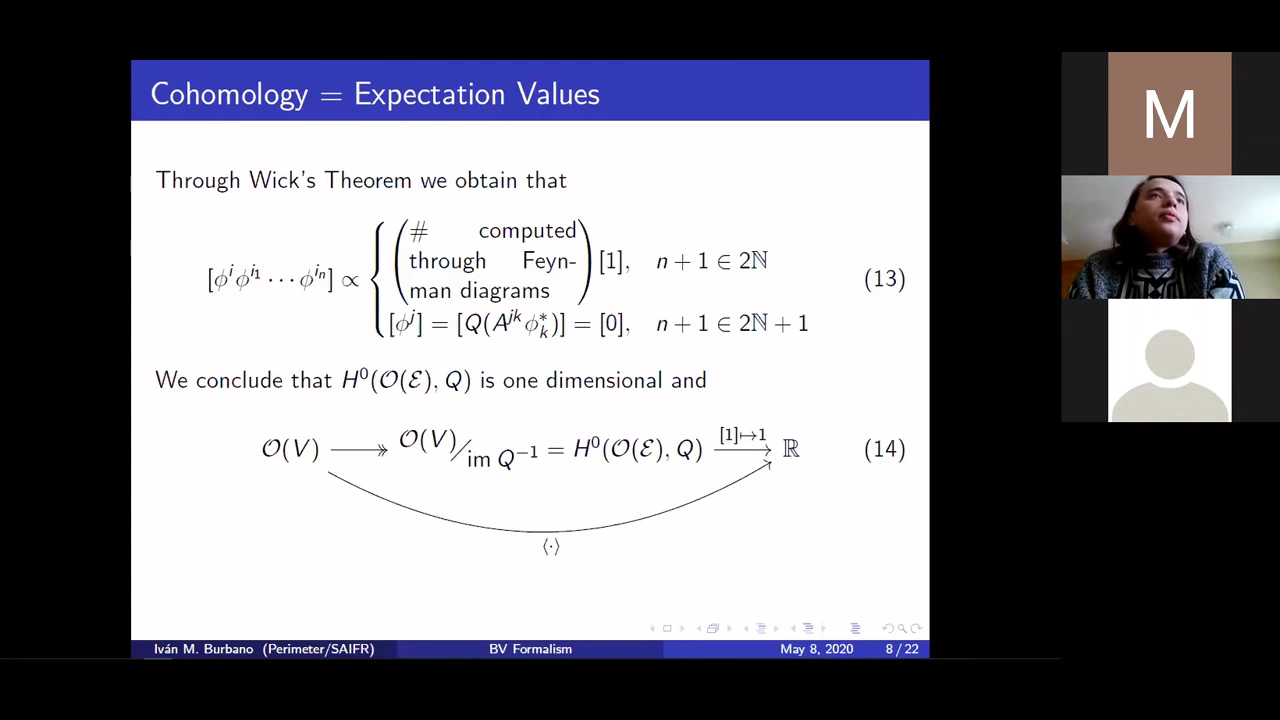 Cohomology = Expectation Values
Through Wick's Theorem we obtain that
[ϕ^i ϕ^{i_1} ⋯ ϕ^{i_n}] ∝ { ( # computed through Feyn-man diagrams ) [1], n + 1 ∈ 2ℕ
[ϕ^j] = [Q(A^{jk} ϕ^*_k)] = [0], n + 1 ∈ 2ℕ + 1 (13)
We conclude that H^0(𝒪(ℰ), Q) is one dimensional and
[1]↦1
𝒪(V) ↠ 𝒪(V)/im Q^{−1} = H^0(𝒪(ℰ), Q) → ℝ (14)
⟨·⟩
Iván M. Burbano (Perimeter/SAIFR) BV Formalism May 8, 2020 8 / 22
M